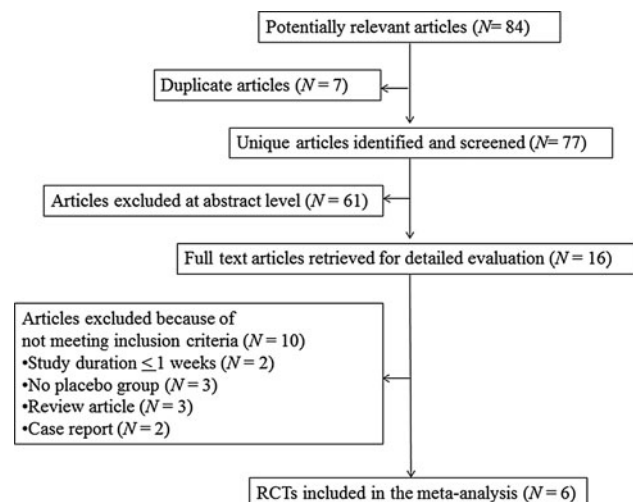 Potentially relevant articles (N= 84)
Duplicate articles (N = 7)
Unique articles identified and screened (N= 77)
Articles excluded at abstract level (N = 61)
Full text articles retrieved for detailed evaluation (N = 16)
Articles excluded because of
not meeting inclusion criteria (N = 10)
•Study duration ≤1 weeks (N = 2)
•No placebo group (N = 3)
•Review article (N = 3)
•Case report (N = 2)
RCTs included in the meta-analysis (N = 6)